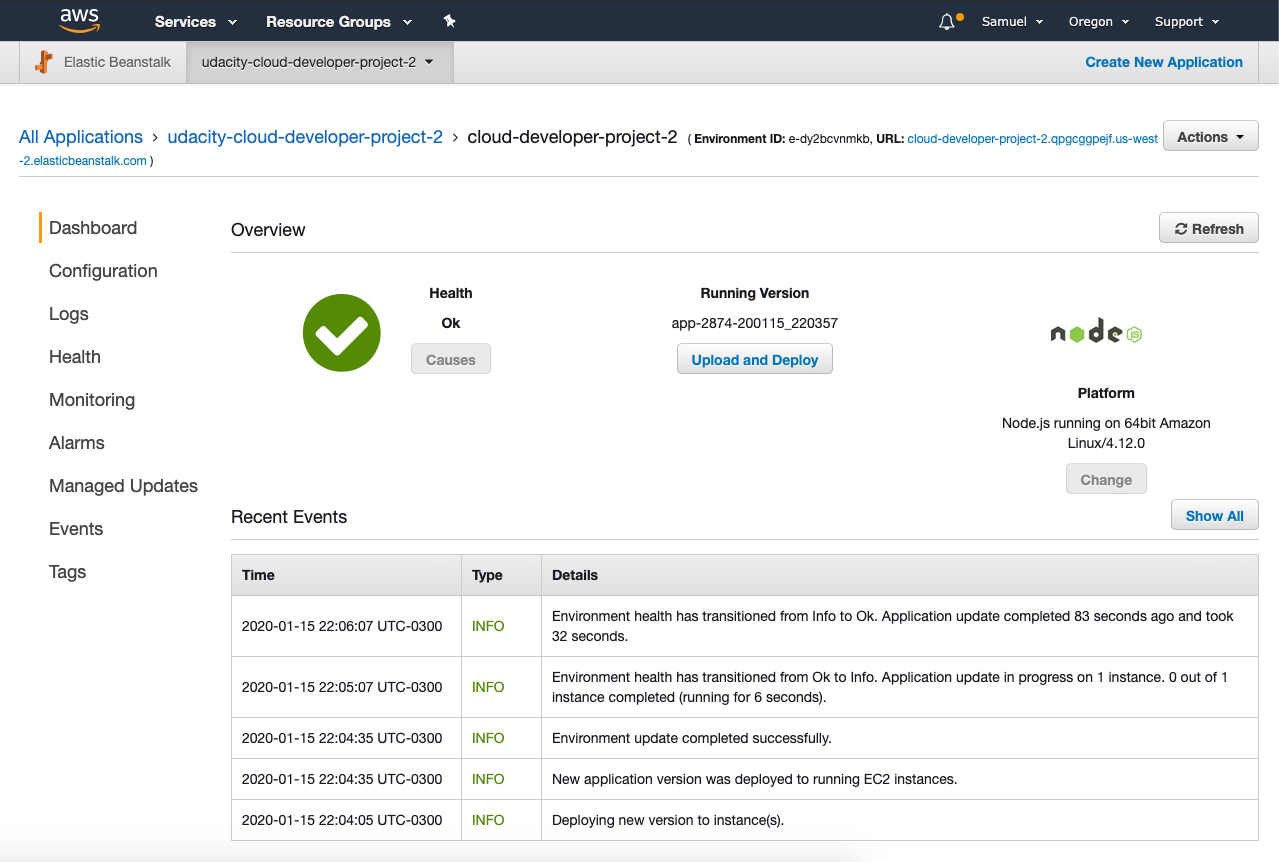 aws Services Resource Groups Samuel Oregon Support
Elastic Beanstalk udacity-cloud-developer-project-2 Create New Application
All Applications › udacity-cloud-developer-project-2 › cloud-developer-project-2 ( Environment ID: e-dy2bcvnmkb, URL: cloud-developer-project-2.qpgcggpejf.us-west Actions
-2.elasticbeanstalk.com )
Dashboard
Configuration
Logs
Health
Monitoring
Alarms
Managed Updates
Events
Tags
Overview Refresh
Health
Ok
Causes
Running Version
app-2874-200115_220357
Upload and Deploy
node JS
Platform
Node.js running on 64bit Amazon
Linux/4.12.0
Change
Recent Events Show All
Time Type Details
2020-01-15 22:06:07 UTC-0300 INFO Environment health has transitioned from Info to Ok. Application update completed 83 seconds ago and took
32 seconds.
2020-01-15 22:05:07 UTC-0300 INFO Environment health has transitioned from Ok to Info. Application update in progress on 1 instance. 0 out of 1
instance completed (running for 6 seconds).
2020-01-15 22:04:35 UTC-0300 INFO Environment update completed successfully.
2020-01-15 22:04:35 UTC-0300 INFO New application version was deployed to running EC2 instances.
2020-01-15 22:04:05 UTC-0300 INFO Deploying new version to instance(s).